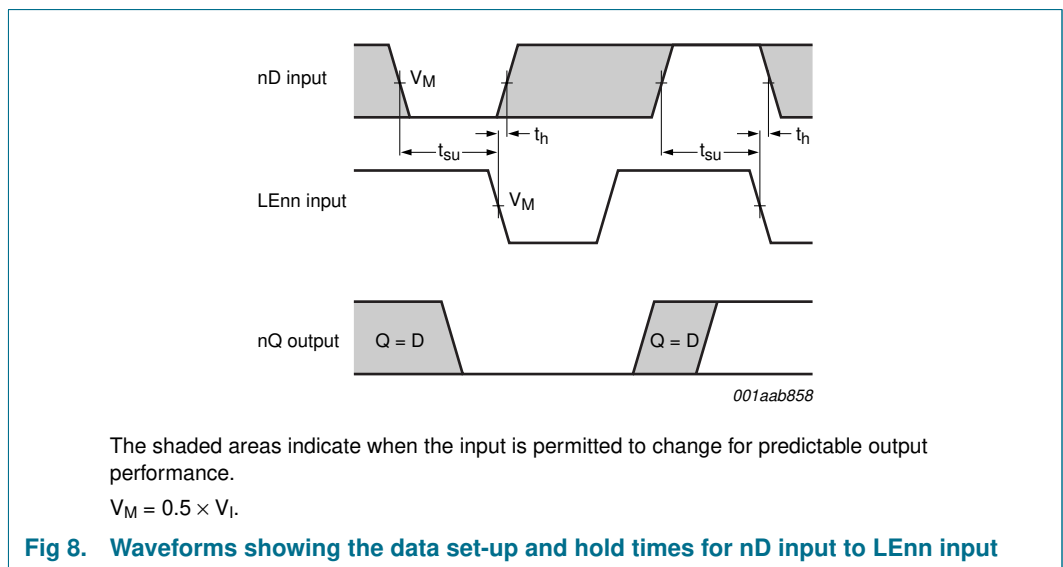 nD input
V_M
t_su
t_h
t_su
t_h
LEnn input
V_M
nQ output
Q = D
Q = D
001aab858
The shaded areas indicate when the input is permitted to change for predictable output
performance.
V_M = 0.5 × V_I.
Fig 8. Waveforms showing the data set-up and hold times for nD input to LEnn input